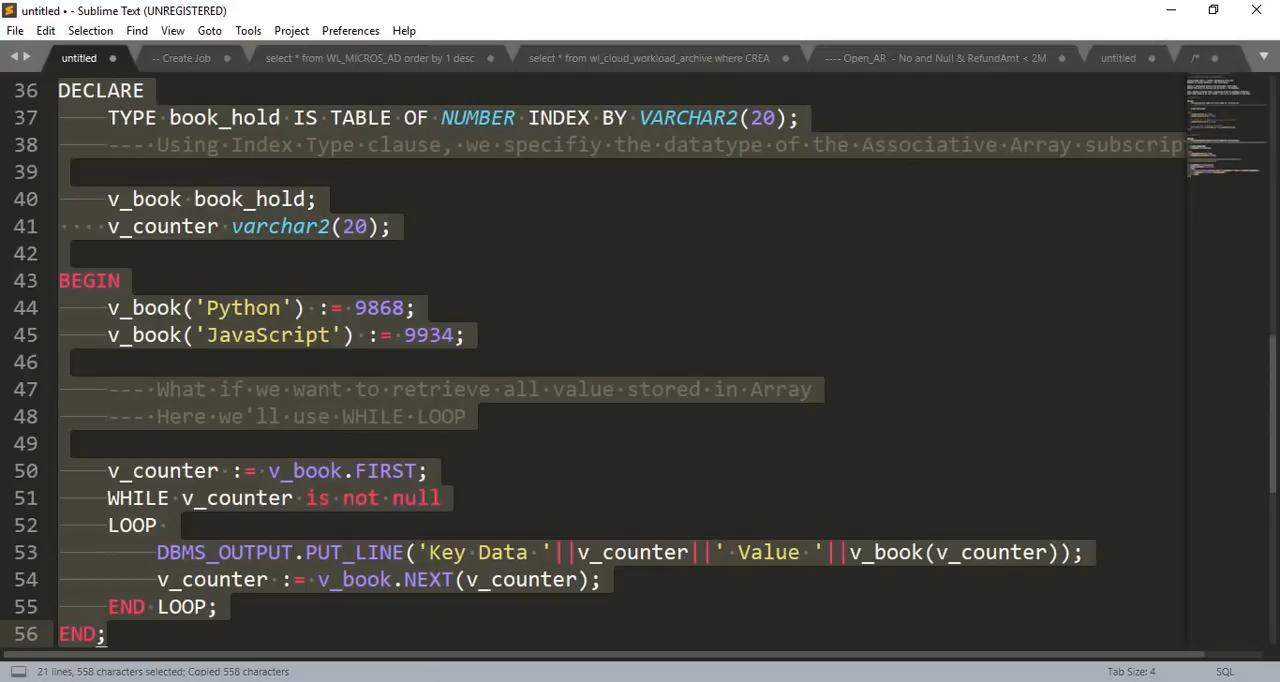 untitled • - Sublime Text (UNREGISTERED)
File Edit Selection Find View Goto Tools Project Preferences Help
untitled -- Create Job select * from WL_MICROS_AD order by 1 desc select * from wi_cloud_workload_archive where CREA ---- Open_AR - No and Null & RefundAmt < 2M untitled /*
36 DECLARE
37 TYPE book_hold IS TABLE OF NUMBER INDEX BY VARCHAR2(20);
38 --- Using Index Type clause, we specifiy the datatype of the Associative Array subscrip
39
40 v_book book_hold;
41 v_counter varchar2(20);
42
43 BEGIN
44 v_book('Python') := 9868;
45 v_book('JavaScript') := 9934;
46
47 --- What if we want to retrieve all value stored in Array
48 --- Here we'll use WHILE LOOP
49
50 v_counter := v_book.FIRST;
51 WHILE v_counter is not null
52 LOOP
53 DBMS_OUTPUT.PUT_LINE('Key Data '||v_counter||' Value '||v_book(v_counter));
54 v_counter := v_book.NEXT(v_counter);
55 END LOOP;
56 END;
21 lines, 558 characters selected; Copied 558 characters Tab Size: 4 SQL